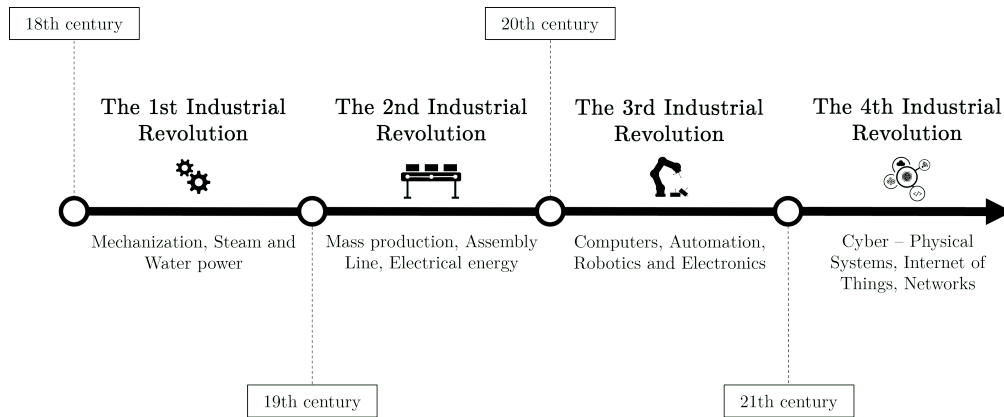 18th century
20th century
The 1st Industrial
Revolution
The 2nd Industrial
Revolution
The 3rd Industrial
Revolution
The 4th Industrial
Revolution
Mechanization, Steam and
Water power
Mass production, Assembly
Line, Electrical energy
Computers, Automation,
Robotics and Electronics
Cyber – Physical
Systems, Internet of
Things, Networks
19th century
21th century